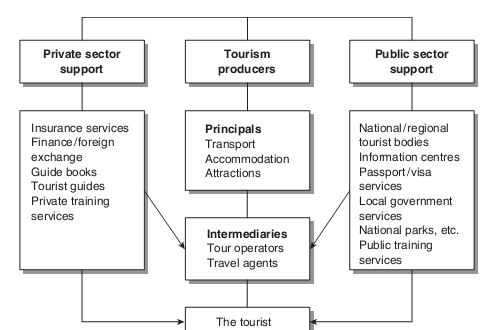 Private sector
support
Tourism
producers
Public sector
support
Insurance services
Finance/foreign
exchange
Guide books
Tourist guides
Private training
services
Principals
Transport
Accommodation
Attractions
National/regional
tourist bodies
Information centres
Passport/visa
services
Local government
services
National parks, etc.
Public training
services
Intermediaries
Tour operators
Travel agents
The tourist